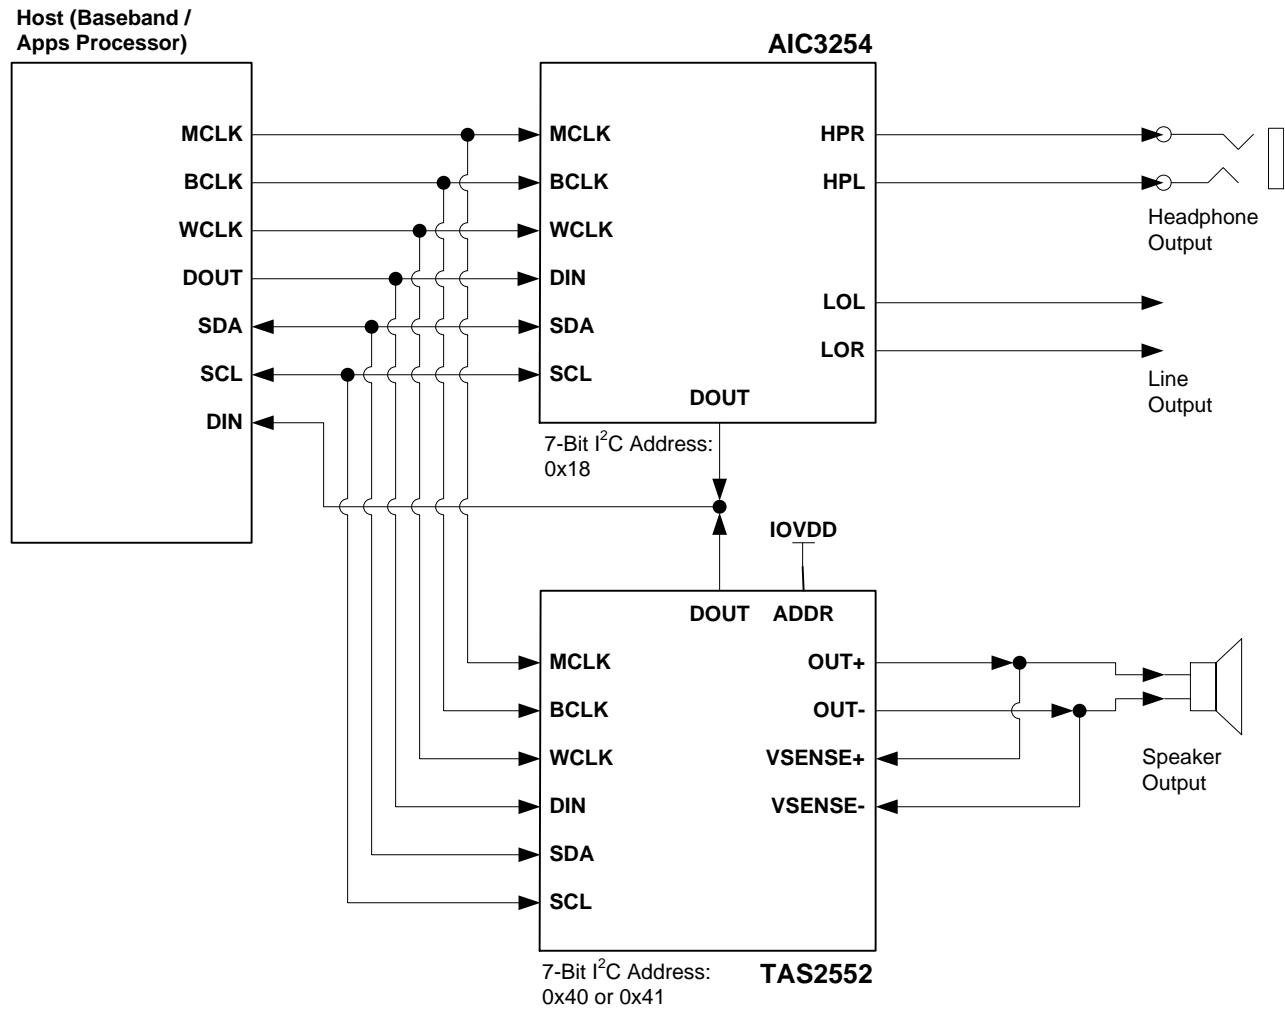 Host (Baseband /
Apps Processor)
MCLK
BCLK
WCLK
DOUT
SDA
SCL
DIN
AIC3254
MCLK
BCLK
WCLK
DIN
SDA
SCL
DOUT
HPR
HPL
LOL
LOR
7-Bit I²C Address:
0x18
Headphone
Output
Line
Output
IOVDD
DOUT ADDR
MCLK
BCLK
WCLK
DIN
SDA
SCL
OUT+
OUT-
VSENSE+
VSENSE-
Speaker
Output
7-Bit I²C Address:
0x40 or 0x41
TAS2552